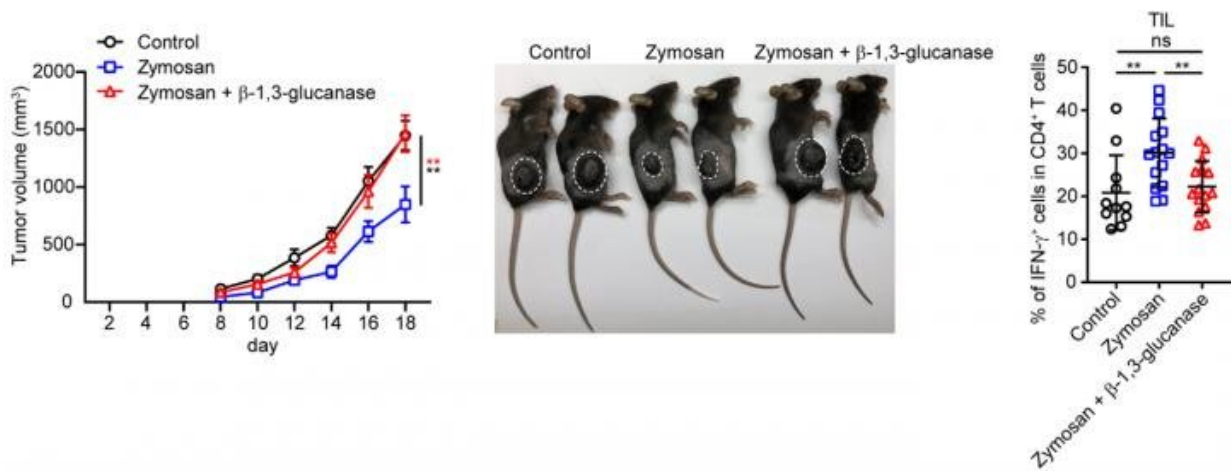 Control
Zymosan
Zymosan + β-1,3-glucanase
Tumor volume (mm³)
2000
1500
1000
500
0
2 4 6 8 10 12 14 16 18
day
**
**
Control Zymosan Zymosan + β-1,3-glucanase
TIL
ns
** **
% of IFN-γ⁺ cells in CD4⁺ T cells
50
40
30
20
10
0
Control
Zymosan
Zymosan + β-1,3-glucanase